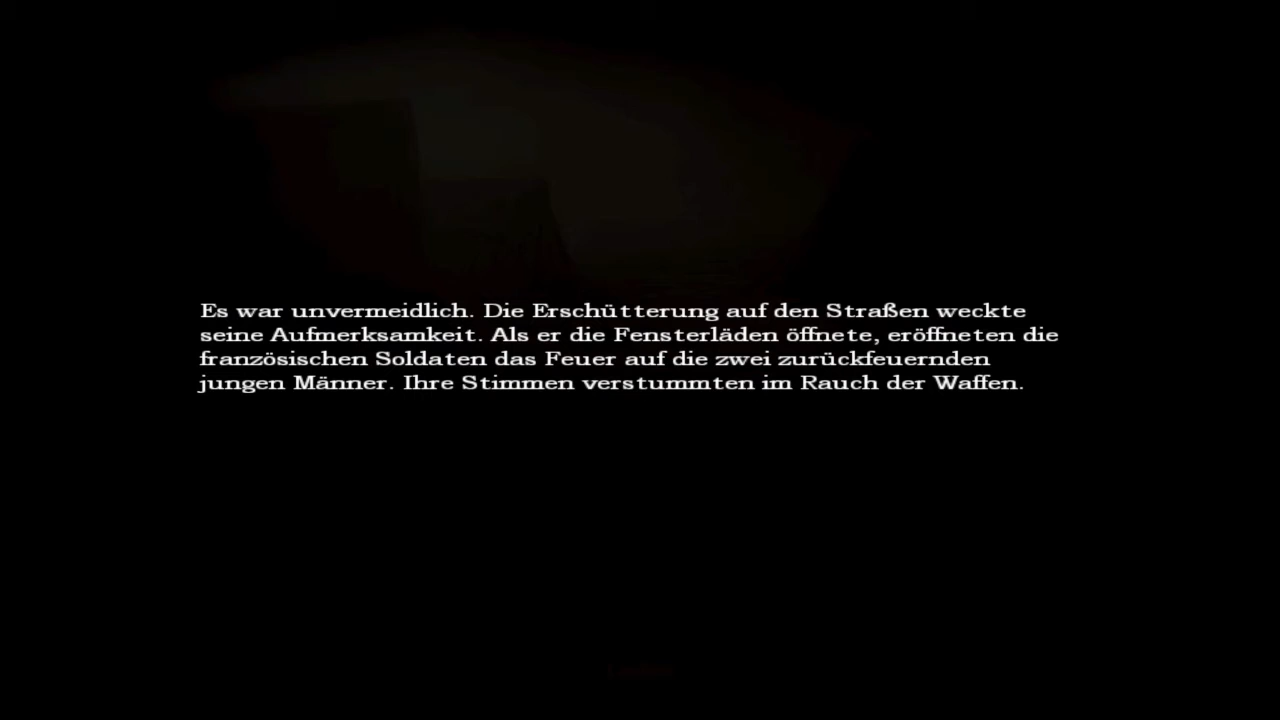 Es war unvermeidlich. Die Erschütterung auf den Straßen weckte
seine Aufmerksamkeit. Als er die Fensterläden öffnete, eröffneten die
französischen Soldaten das Feuer auf die zwei zurückfeuernden
jungen Männer. Ihre Stimmen verstummten im Rauch der Waffen.